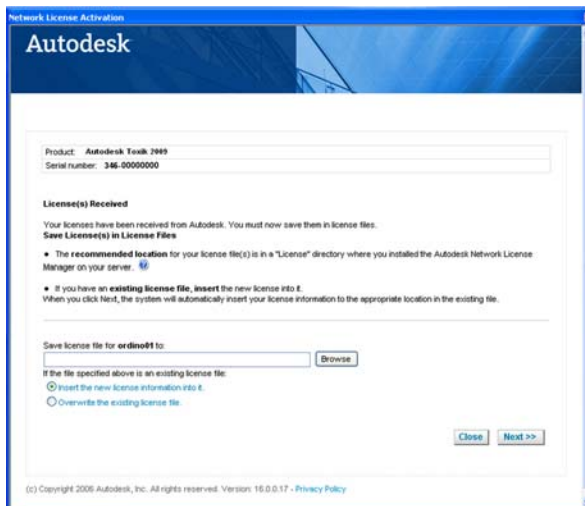 Network License Activation
Autodesk
Product: Autodesk Toxik 2009
Serial number: 346-00000000
License(s) Received
Your licenses have been received from Autodesk. You must now save them in license files.
Save License(s) in License Files
• The recommended location for your license file(s) is in a "License" directory where you installed the Autodesk Network License
Manager on your server. ?
• If you have an existing license file, insert the new license into it.
When you click Next, the system will automatically insert your license information to the appropriate location in the existing file.
Save license file for ordino01 to:
Browse
If the file specified above is an existing license file:
Insert the new license information into it.
Overwrite the existing license file.
Close Next >>
(c) Copyright 2006 Autodesk, Inc. All rights reserved. Version: 16.0.0.17 - Privacy Policy